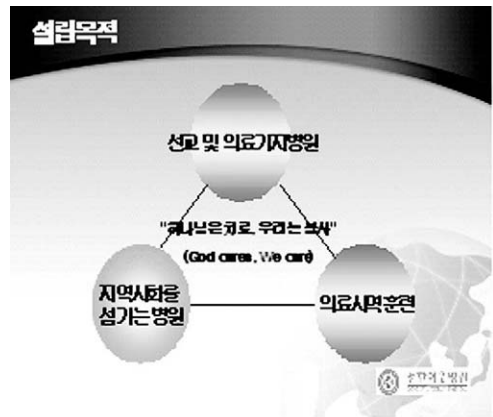 설립목적
선교 및 의료기지병원
"하나님은 치료, 우리는 봉사"
(God cures, We care)
지역사회를
섬기는 병원
의료사역 훈련